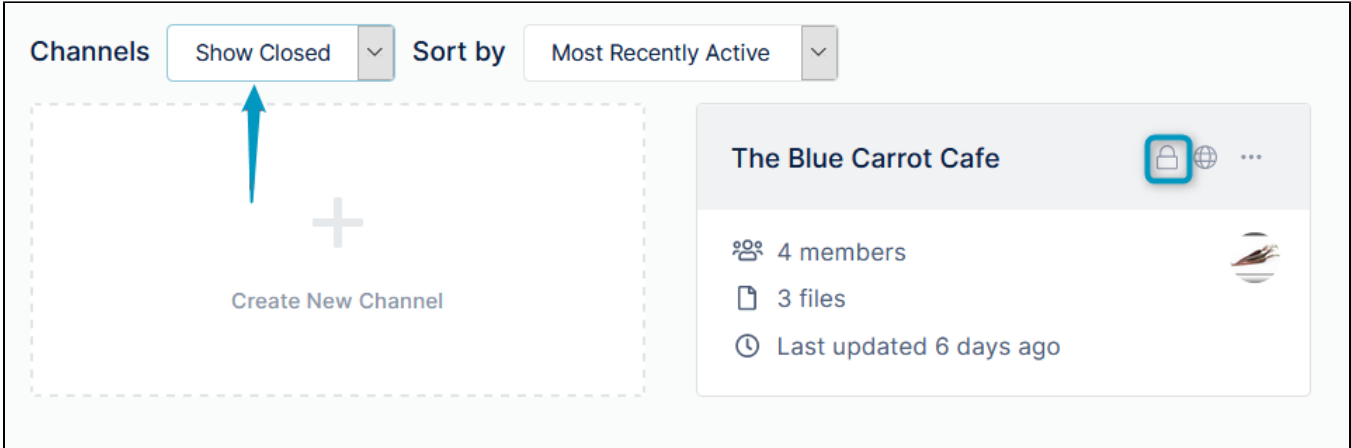 Channels Show Closed Sort by Most Recently Active
The Blue Carrot Cafe
4 members
3 files
Create New Channel
Last updated 6 days ago